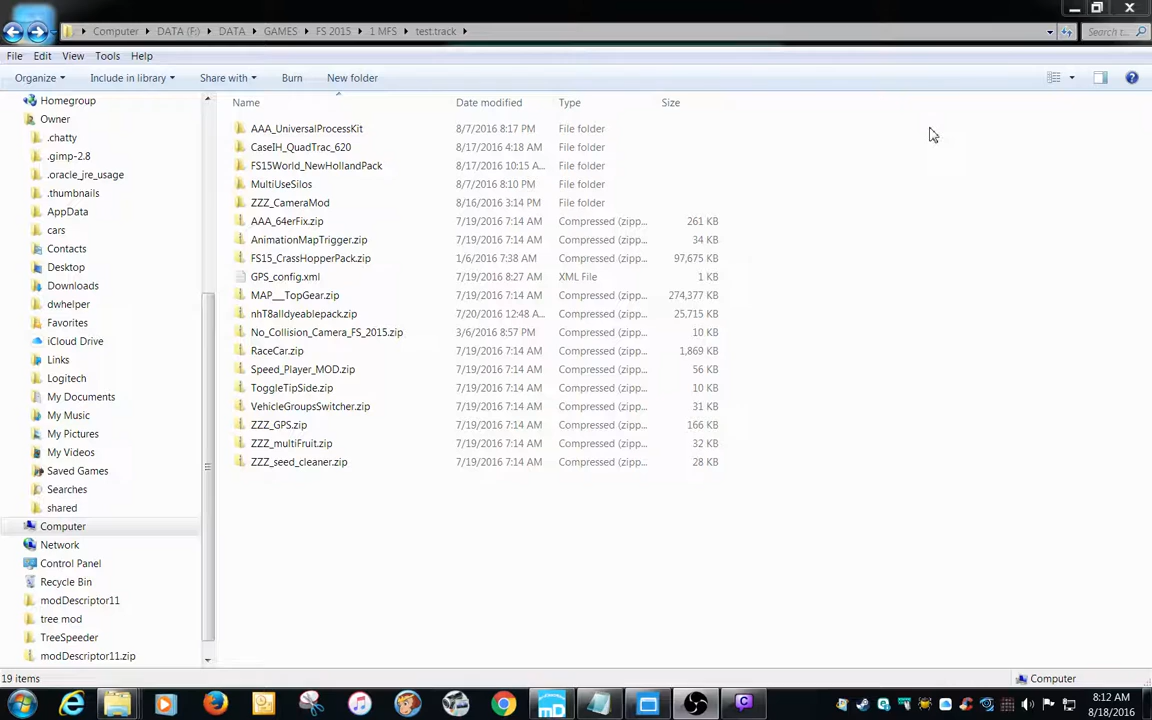 Computer DATA (F:) DATA GAMES FS 2015 1 MFS test.track Search t...
File Edit View Tools Help
Organize Include in library Share with Burn New folder
Homegroup
Owner
.chatty
.gimp-2.8
.oracle_jre_usage
.thumbnails
AppData
cars
Contacts
Desktop
Downloads
dwhelper
Favorites
iCloud Drive
Links
Logitech
My Documents
My Music
My Pictures
My Videos
Saved Games
Searches
shared
Computer
Network
Control Panel
Recycle Bin
modDescriptor11
tree mod
TreeSpeeder
modDescriptor11.zip
Name Date modified Type Size
AAA_UniversalProcessKit 8/7/2016 8:17 PM File folder
CaseIH_QuadTrac_620 8/17/2016 4:18 AM File folder
FS15World_NewHollandPack 8/17/2016 10:15 A... File folder
MultiUseSilos 8/7/2016 8:10 PM File folder
ZZZ_CameraMod 8/16/2016 3:14 PM File folder
AAA_64erFix.zip 7/19/2016 7:14 AM Compressed (zipp... 261 KB
AnimationMapTrigger.zip 7/19/2016 7:14 AM Compressed (zipp... 34 KB
FS15_CrassHopperPack.zip 1/6/2016 7:38 AM Compressed (zipp... 97,675 KB
GPS_config.xml 7/19/2016 8:27 AM XML File 1 KB
MAP__TopGear.zip 7/19/2016 7:14 AM Compressed (zipp... 274,377 KB
nhT8alldyeablepack.zip 7/20/2016 12:48 A... Compressed (zipp... 25,715 KB
No_Collision_Camera_FS_2015.zip 3/6/2016 8:57 PM Compressed (zipp... 10 KB
RaceCar.zip 7/19/2016 7:14 AM Compressed (zipp... 1,869 KB
Speed_Player_MOD.zip 7/19/2016 7:14 AM Compressed (zipp... 56 KB
ToggleTipSide.zip 7/19/2016 7:14 AM Compressed (zipp... 10 KB
VehicleGroupsSwitcher.zip 7/19/2016 7:14 AM Compressed (zipp... 31 KB
ZZZ_GPS.zip 7/19/2016 7:14 AM Compressed (zipp... 166 KB
ZZZ_multiFruit.zip 7/19/2016 7:14 AM Compressed (zipp... 32 KB
ZZZ_seed_cleaner.zip 7/19/2016 7:14 AM Compressed (zipp... 28 KB
19 items Computer
mD
8:12 AM
8/18/2016